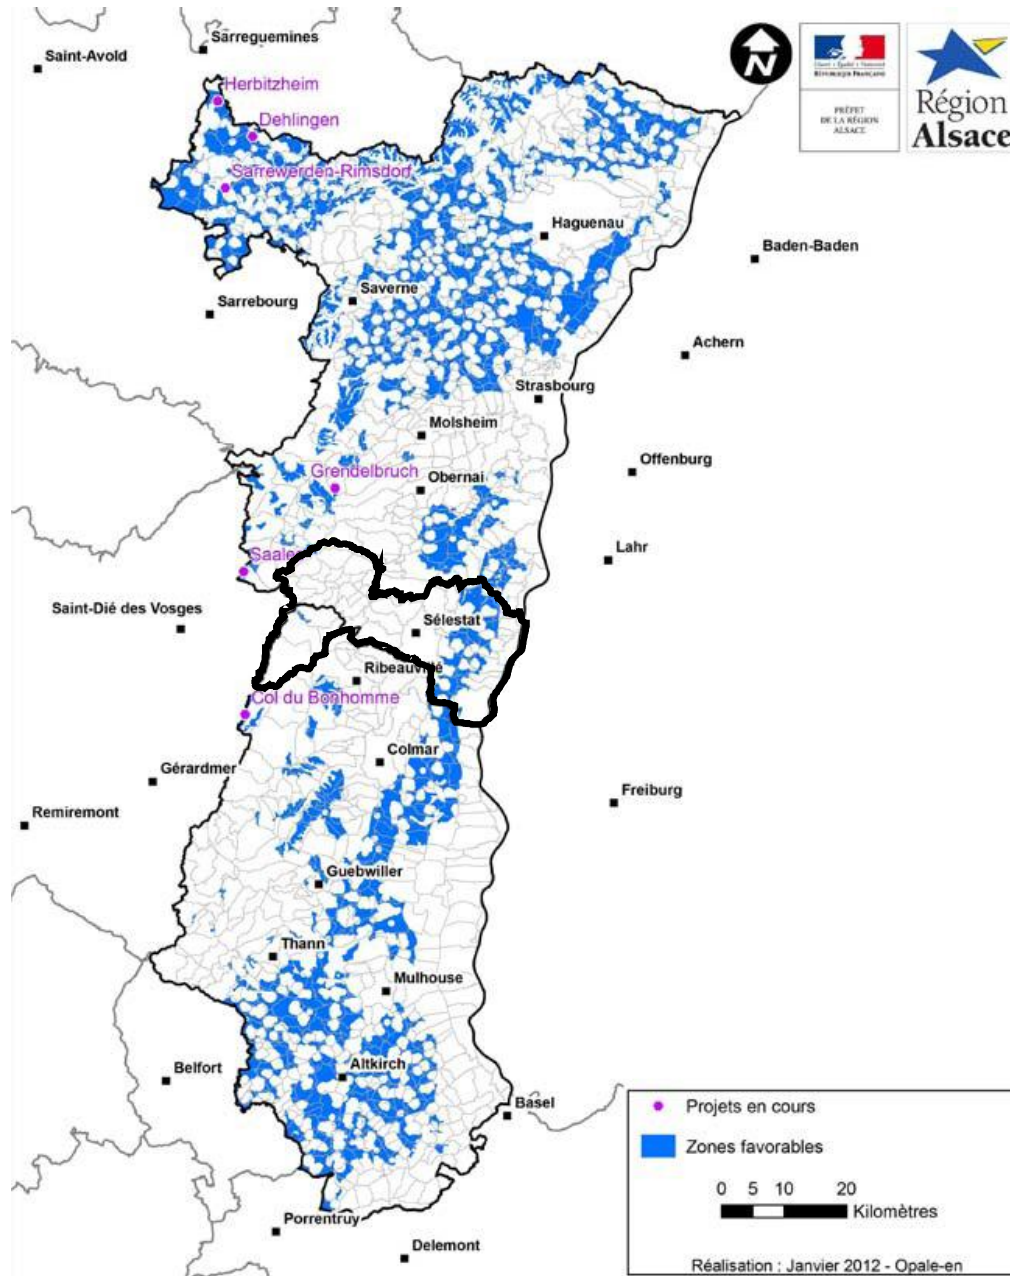 Sarreguemines
Saint-Avold
Herbitzheim
Dehlingen
Sarrewerden-Rimsdorf
N
RÉPUBLIQUE FRANÇAISE
PRÉFET
DE LA RÉGION
ALSACE
Région
Alsace
Haguenau
Baden-Baden
Saverne
Sarrebourg
Achern
Strasbourg
Molsheim
Offenburg
Grendelbruch
Obernai
Lahr
Saales
Saint-Dié des Vosges
Sélestat
Ribeauvillé
Col du Bonhomme
Colmar
Gérardmer
Freiburg
Remiremont
Guebwiller
Thann
Mulhouse
Belfort
Altkirch
Basel
Projets en cours
Zones favorables
0 5 10 20
Kilomètres
Porrentruy
Delemont
Réalisation : Janvier 2012 - Opale-en